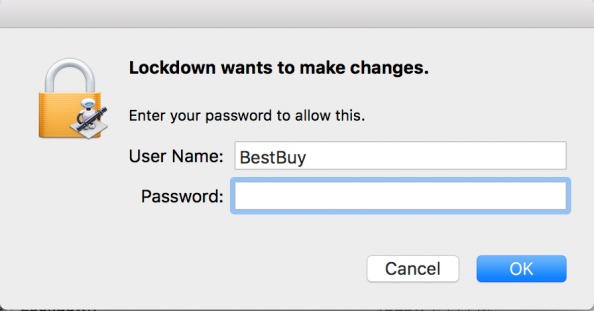 Lockdown wants to make changes.
Enter your password to allow this.
User Name: BestBuy
Password:
Cancel OK